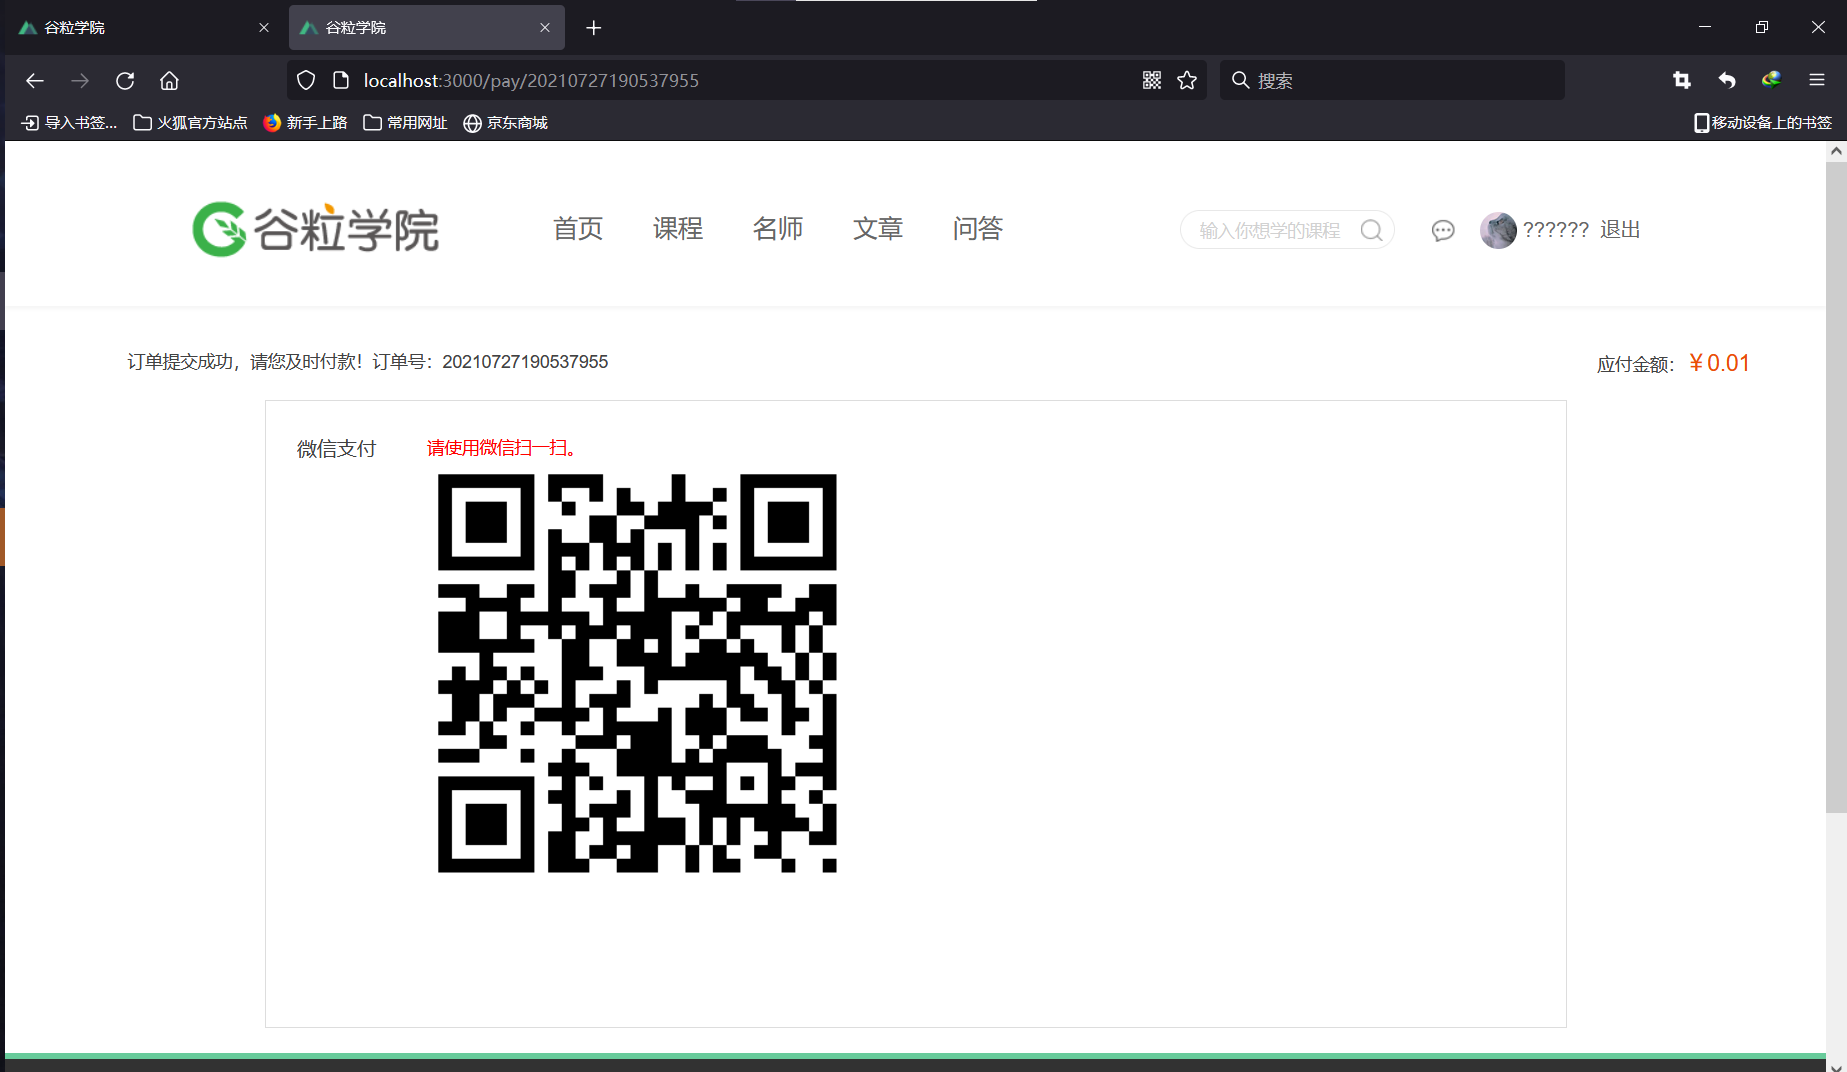 谷粒学院
谷粒学院
localhost:3000/pay/20210727190537955
搜索
导入书签... 火狐官方站点 新手上路 常用网址 京东商城 移动设备上的书签
谷粒学院 首页 课程 名师 文章 问答 输入你想学的课程 ?????? 退出
订单提交成功，请您及时付款！订单号：20210727190537955
应付金额：￥0.01
微信支付 请使用微信扫一扫。